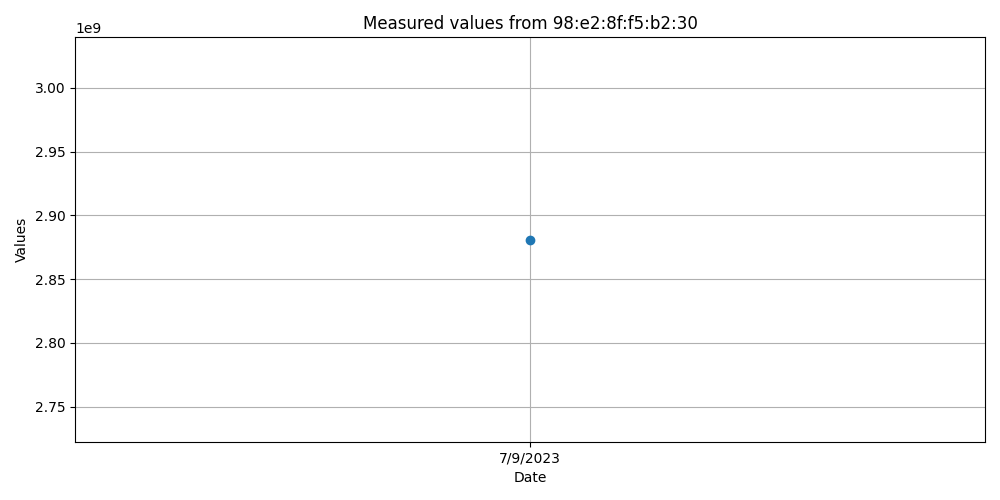 Measured values from 98:e2:8f:f5:b2:30
1e9
3.00
2.95
2.90
2.85
2.80
2.75
Values
7/9/2023
Date